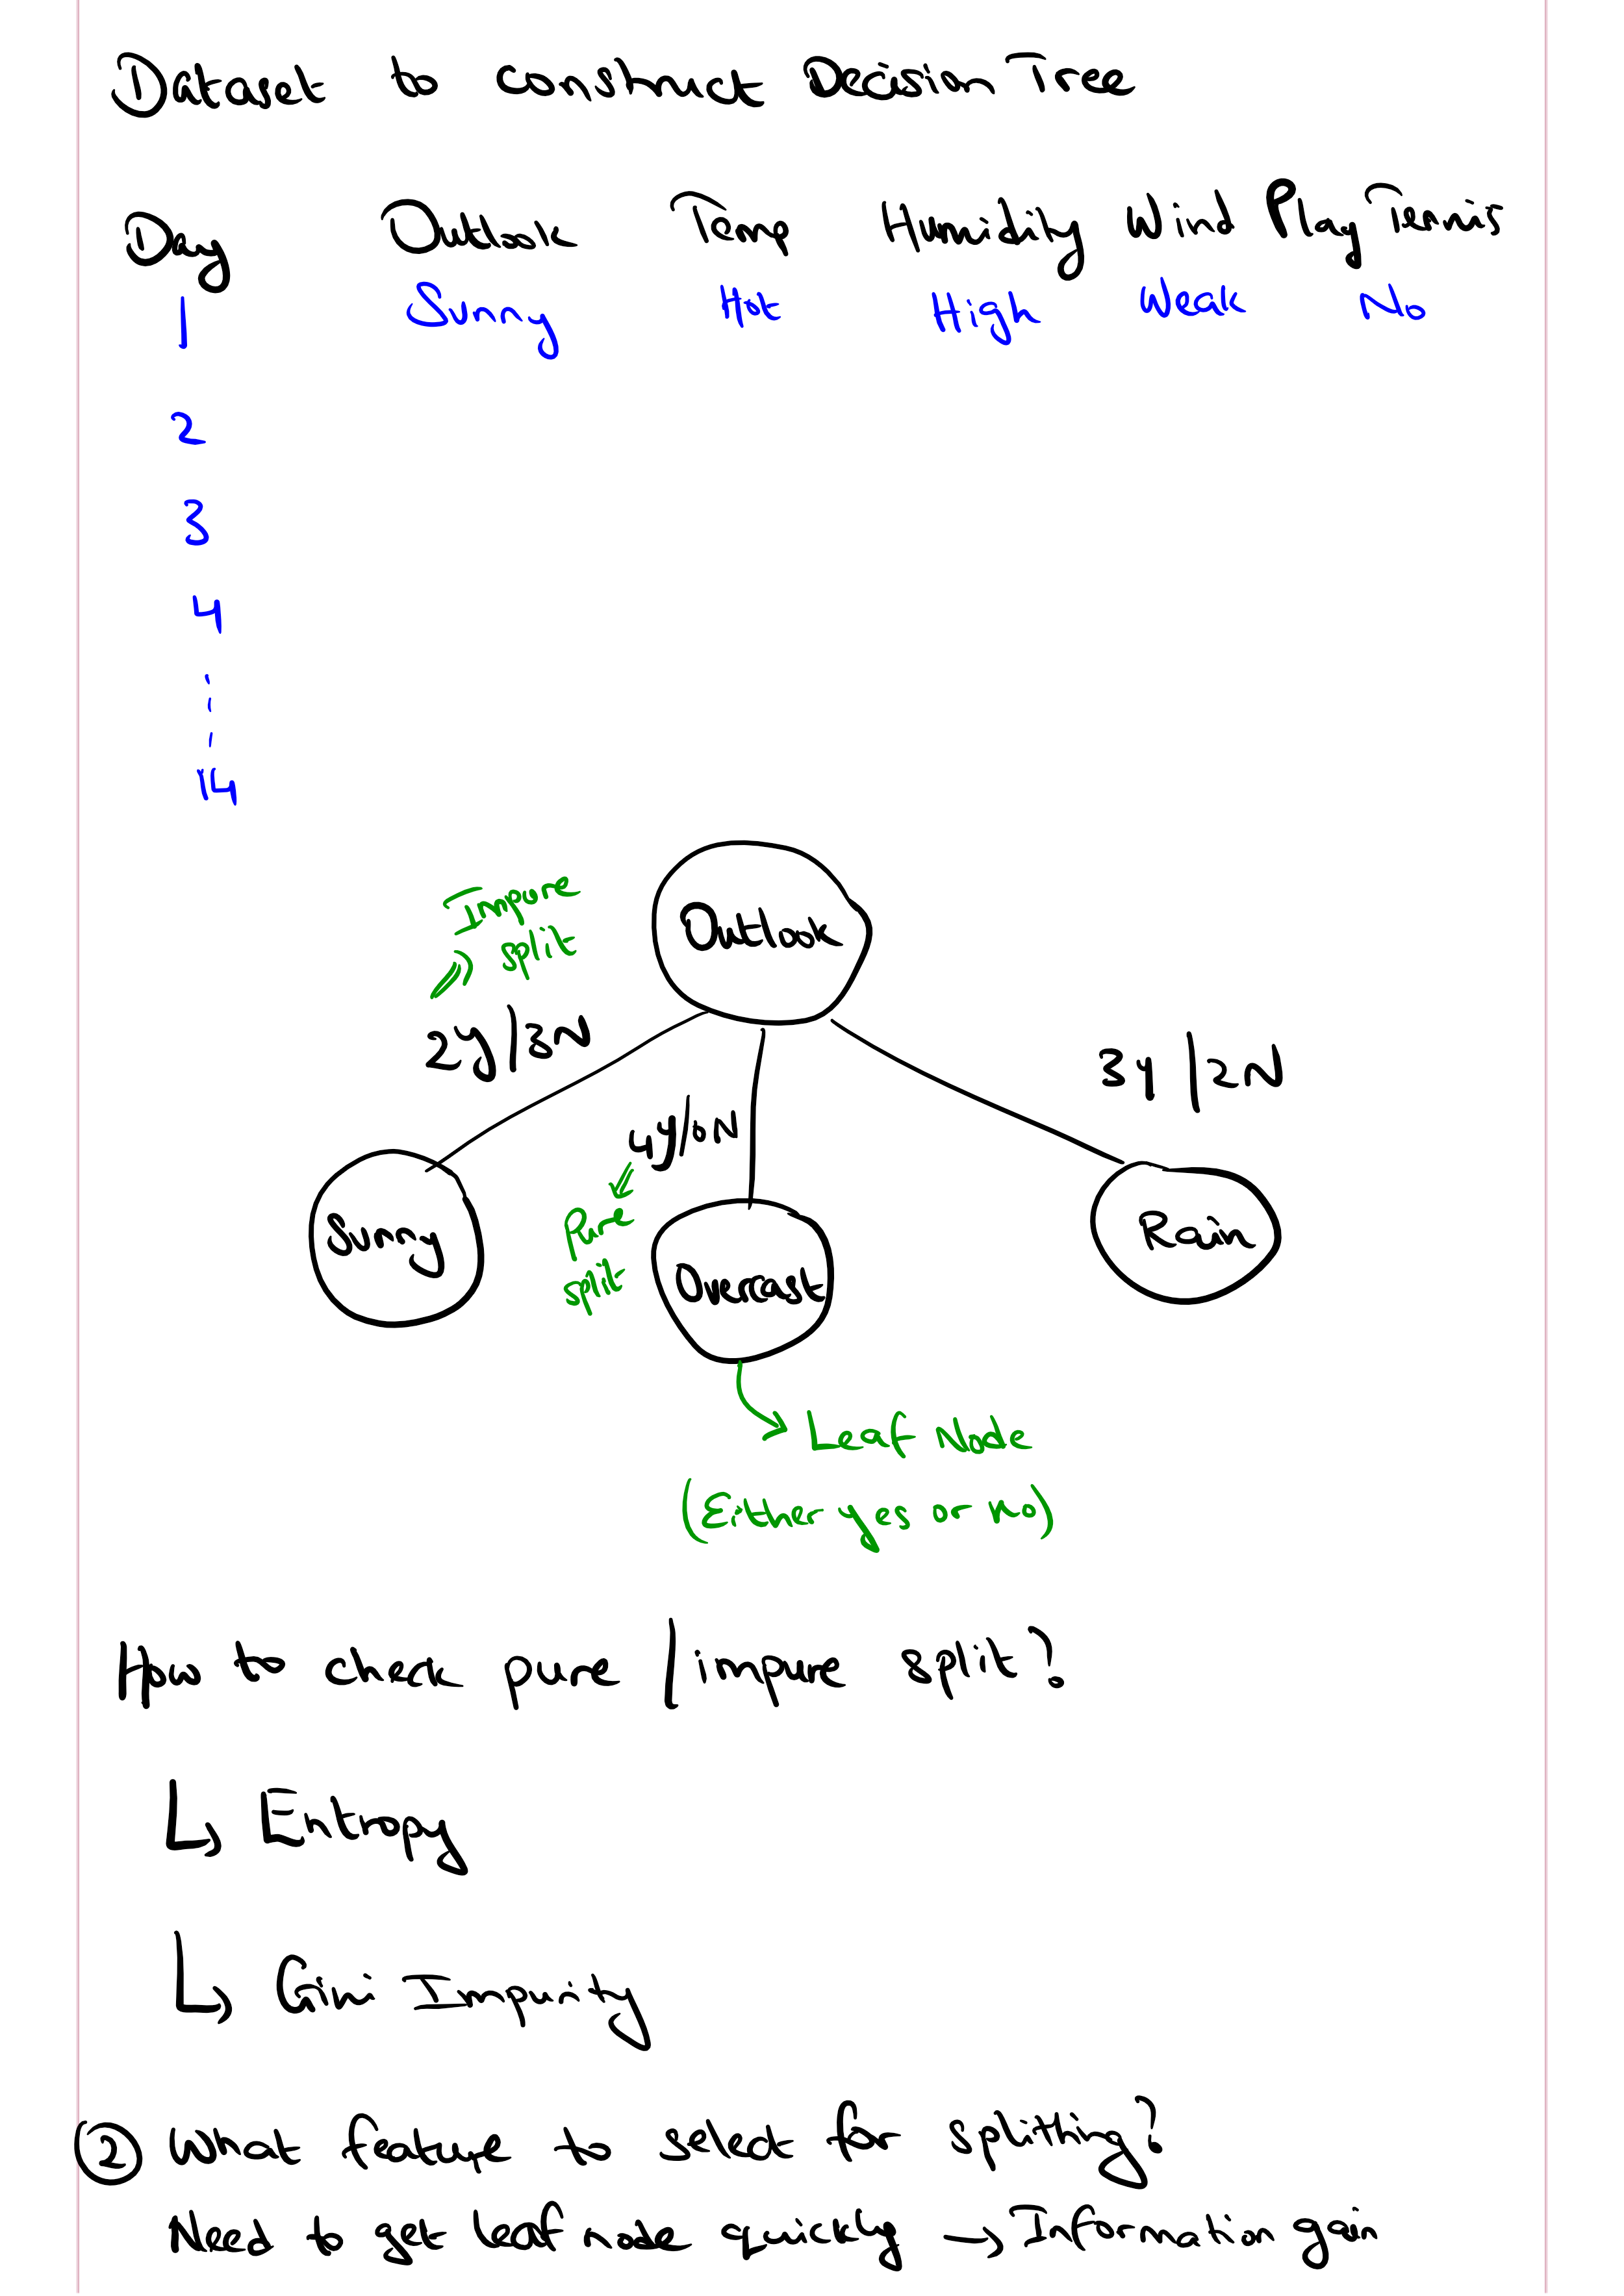 Dataset to construct Decision Tree
Day Outlook Temp Humidity Wind Play Tennis
1 Sunny Hot High Weak No
2
3
4
14
Impure
split
Outlook
2Y/3N
3Y/2N
4Y/0N
Pure
split
Sunny
Overcast
Rain
Leaf Node
(Either yes or no)
How to check pure/impure split?
↳ Entropy
↳ Gini Impurity
② What feature to select for splitting?
Need to get leaf node quickly → Information gain